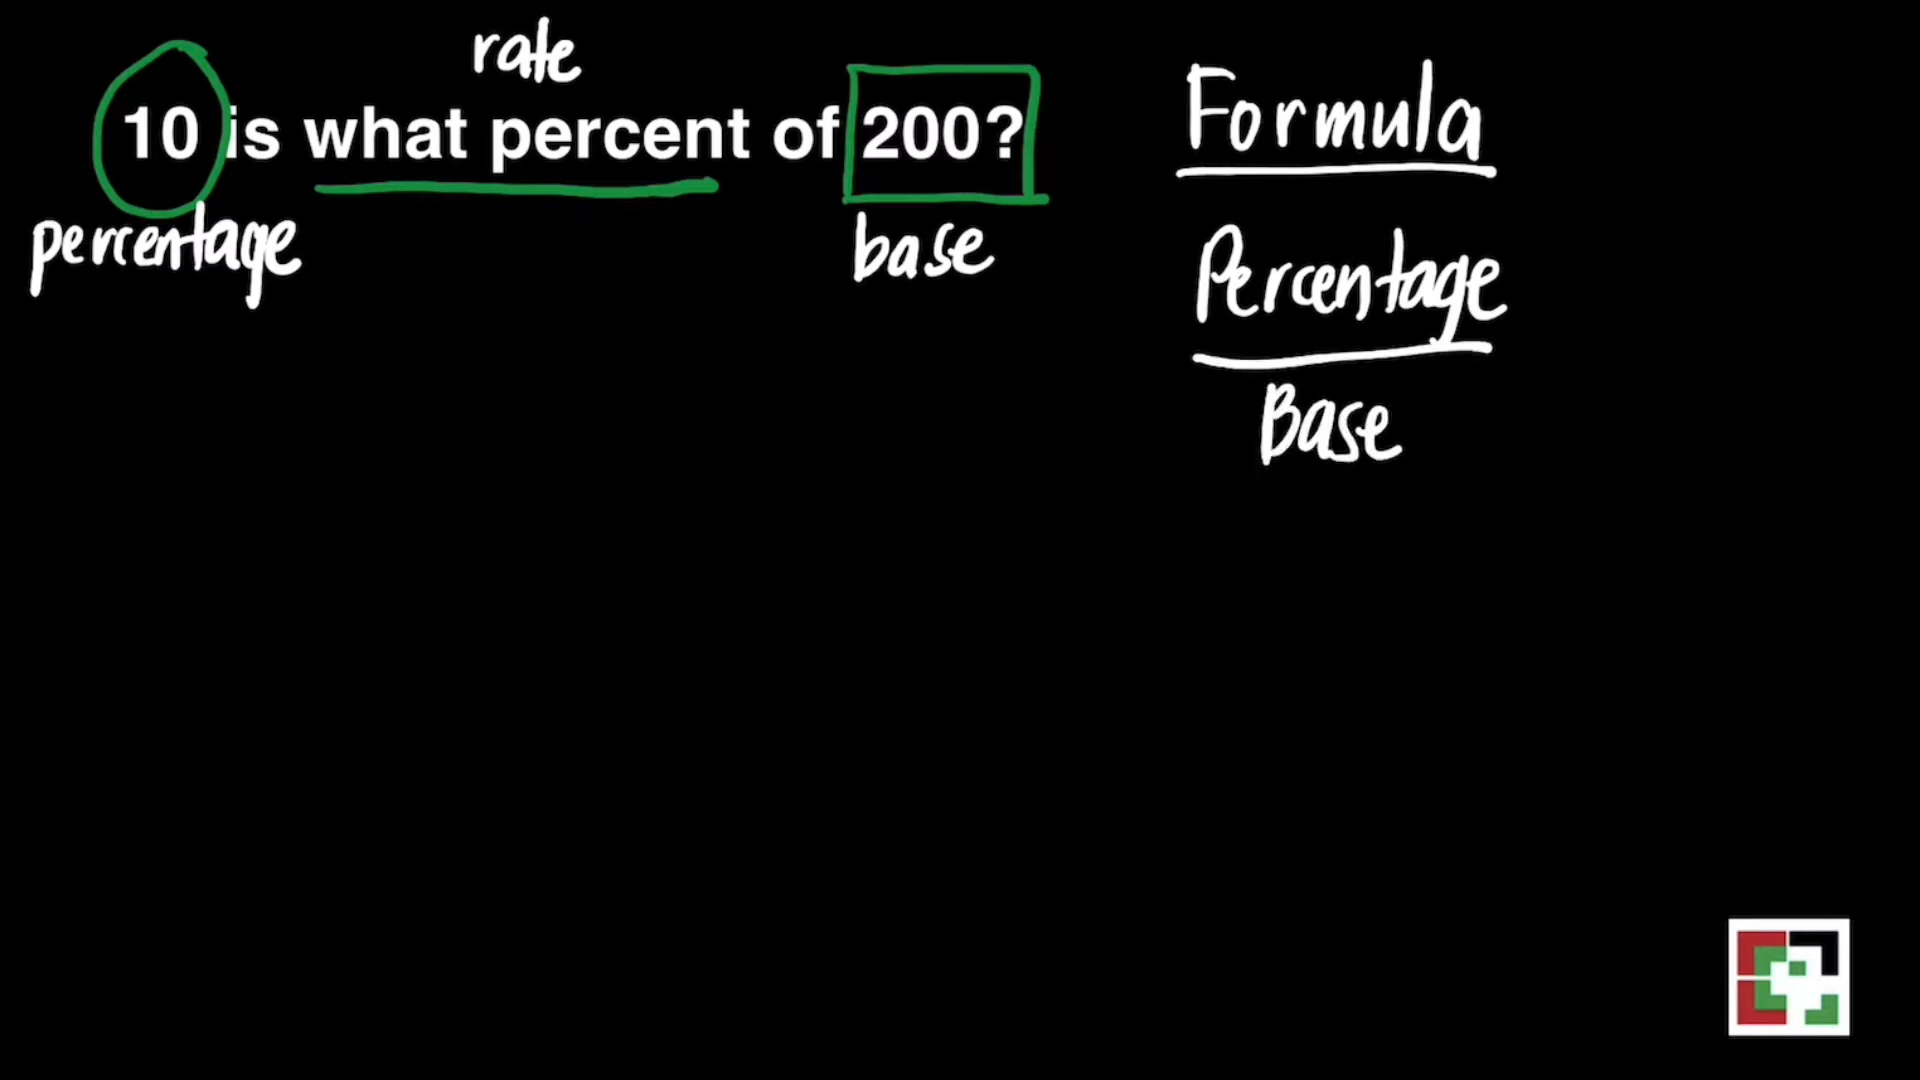 rate
10 is what percent of 200?
percentage
base
Formula
Percentage
Base